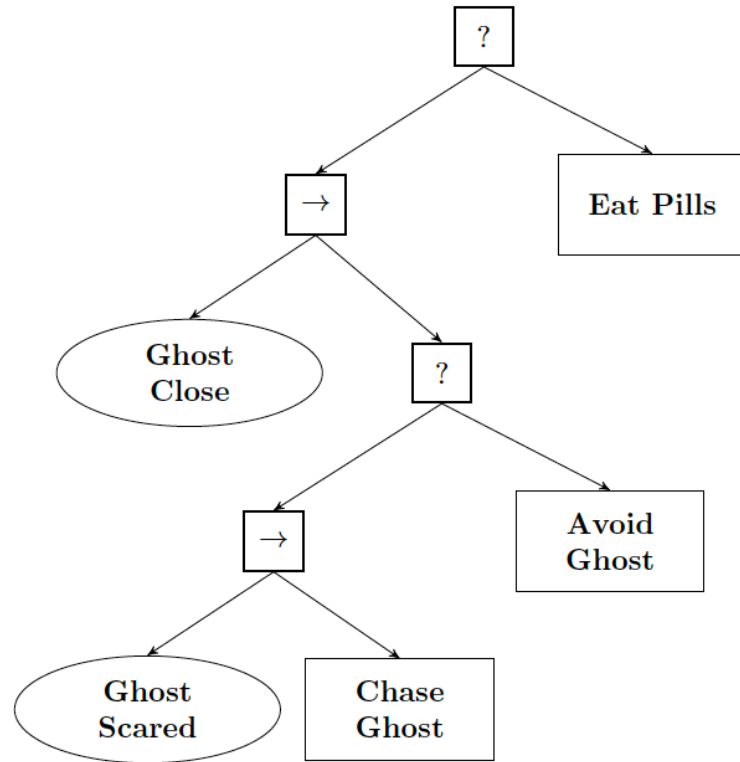 ?
→
Eat Pills
Ghost
Close
?
→
Avoid
Ghost
Ghost
Scared
Chase
Ghost